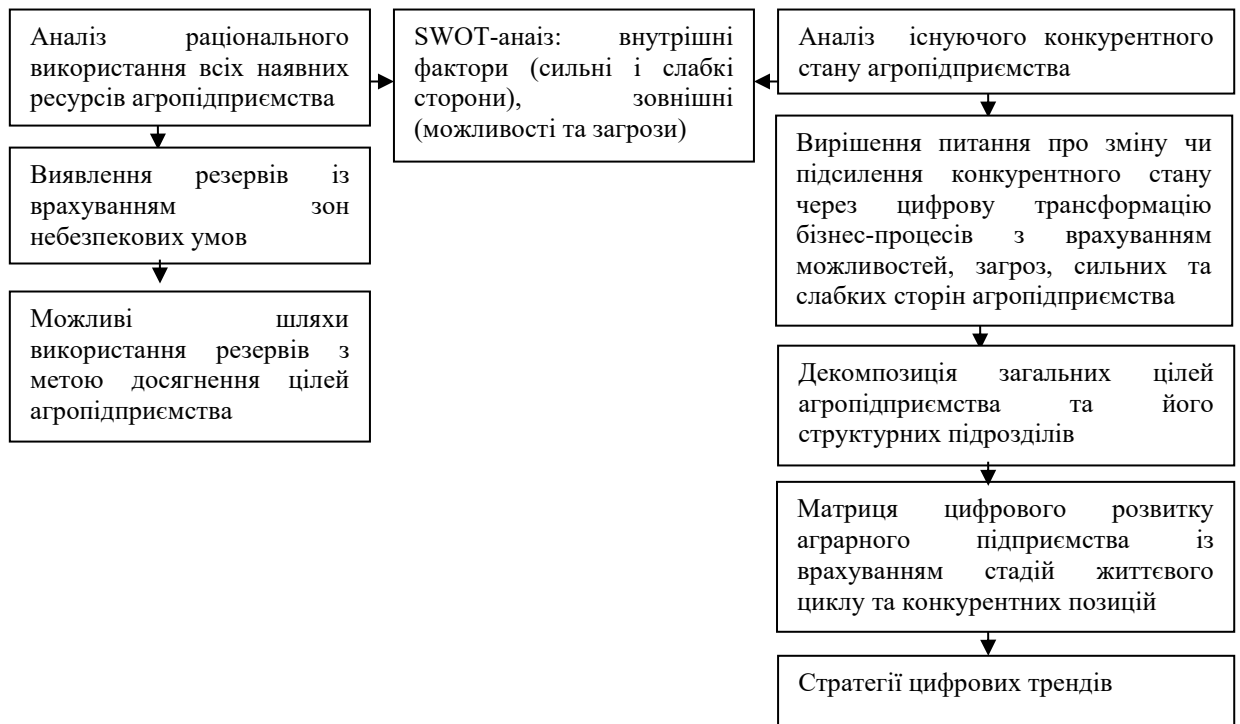 Аналіз раціонального
використання всіх наявних
ресурсів агропідприємства
SWOT-анаіз: внутрішні
фактори (сильні і слабкі
сторони), зовнішні
(можливості та загрози)
Аналіз існуючого конкурентного
стану агропідприємства
Виявлення резервів із
врахуванням зон
небезпекових умов
Вирішення питання про зміну чи
підсилення конкурентного стану
через цифрову трансформацію
бізнес-процесів з врахуванням
можливостей, загроз, сильних та
слабких сторін агропідприємства
Можливі шляхи
використання резервів з
метою досягнення цілей
агропідприємства
Декомпозиція загальних цілей
агропідприємства та його
структурних підрозділів
Матриця цифрового розвитку
аграрного підприємства із
врахуванням стадій життєвого
циклу та конкурентних позицій
Стратегії цифрових трендів